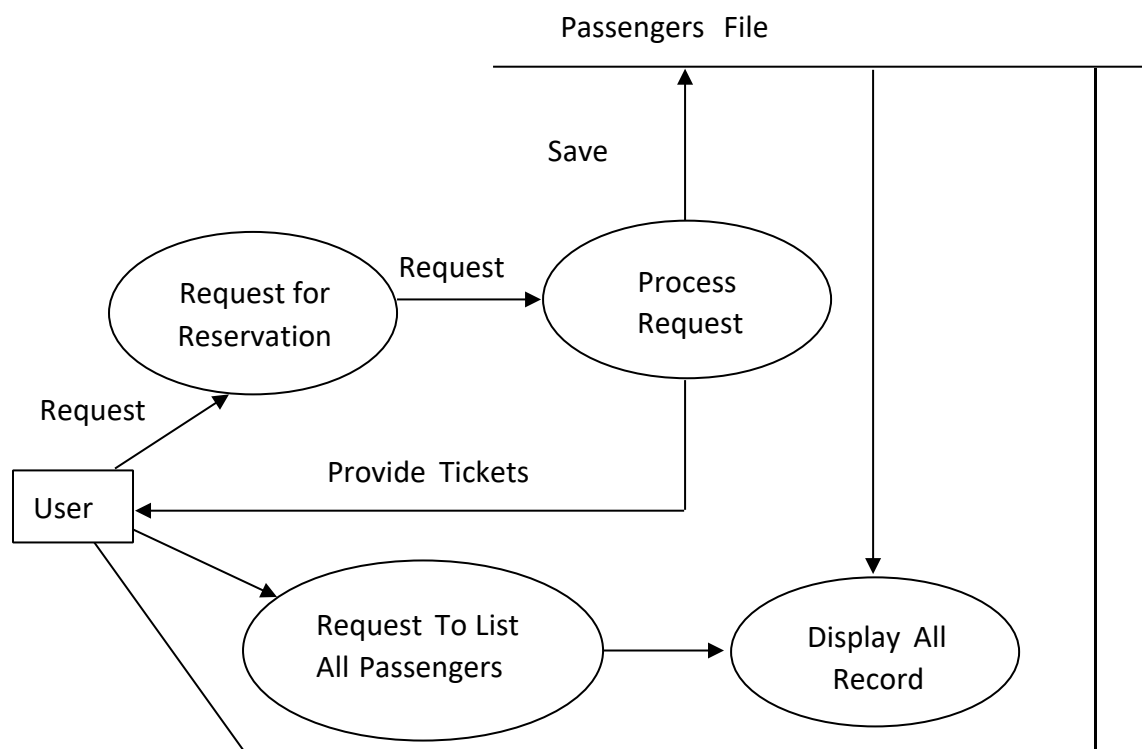 Passengers File
Save
Request
Request for
Reservation
Process
Request
Request
Provide Tickets
User
Request To List
All Passengers
Display All
Record